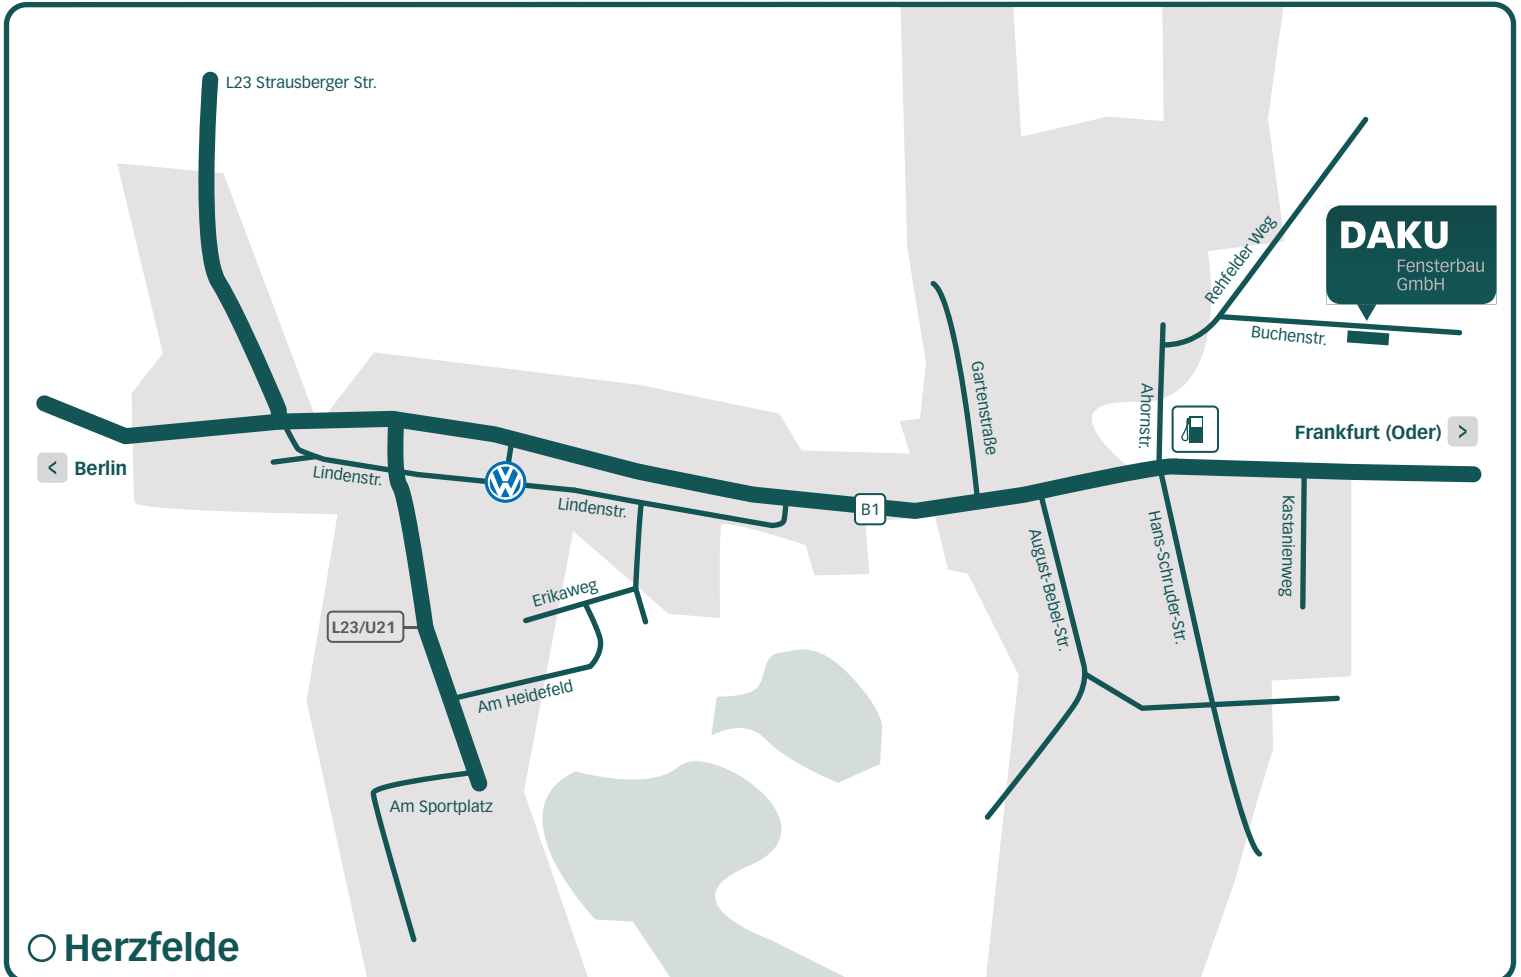 L23 Strausberger Str.
Rehfelder Weg
DAKU
Fensterbau
GmbH
Buchenstr.
Gartenstraße
Ahornstr.
Frankfurt (Oder) >
< Berlin
Lindenstr.
Lindenstr.
B1
Kastanienweg
Hans-Schryder-Str.
August-Bebel-Str.
Erikaweg
L23/U21
Am Heidefeld
Am Sportplatz
Herzfelde